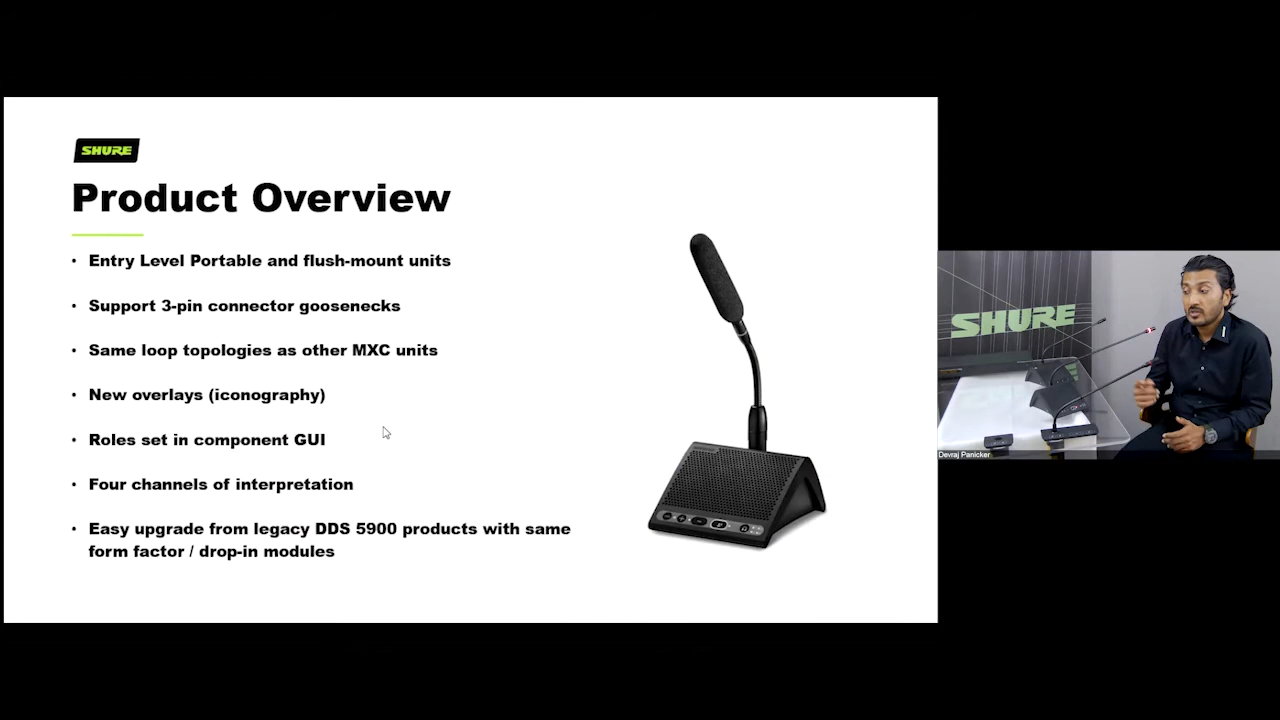 SHURE
Product Overview
• Entry Level Portable and flush-mount units
• Support 3-pin connector goosenecks
• Same loop topologies as other MXC units
• New overlays (iconography)
• Roles set in component GUI
• Four channels of interpretation
• Easy upgrade from legacy DDS 5900 products with same
form factor / drop-in modules
SHURE
Devraj Panicker